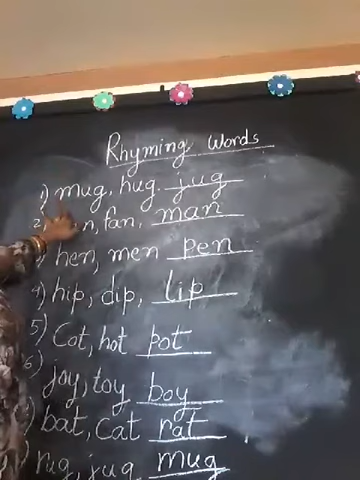 Rhyming Words
1) mug, hug, jug
2) fan, man
hen, men pen
4) hip, dip, lip
5) Cot, hot pot
6) joy, toy boy
bat, Cat rat
rug, jug mug